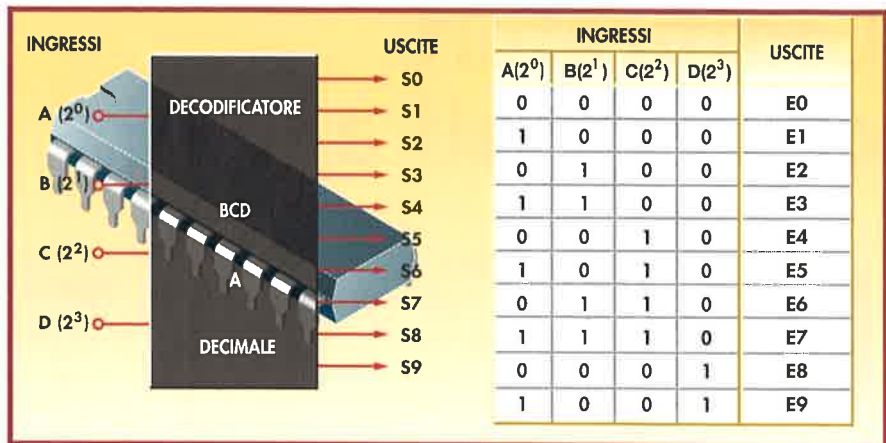 INGRESSI
USCITE
A (2⁰)
B (2¹)
C (2²)
D (2³)
DECODIFICATORE
BCD
A
DECIMALE
S0
S1
S2
S3
S4
S5
S6
S7
S8
S9
INGRESSI USCITE
A(2⁰) B(2¹) C(2²) D(2³)
0 0 0 0 E0
1 0 0 0 E1
0 1 0 0 E2
1 1 0 0 E3
0 0 1 0 E4
1 0 1 0 E5
0 1 1 0 E6
1 1 1 0 E7
0 0 0 1 E8
1 0 0 1 E9